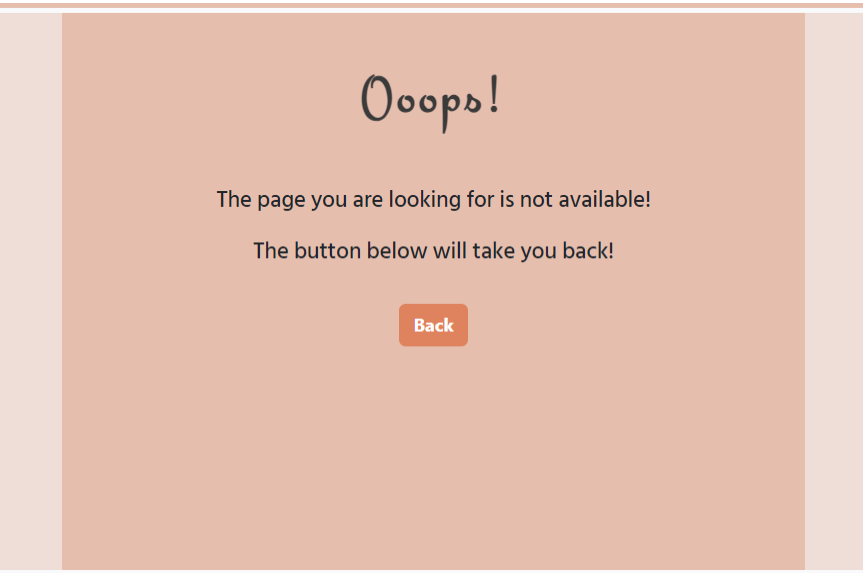 Ooops!
The page you are looking for is not available!
The button below will take you back!
Back